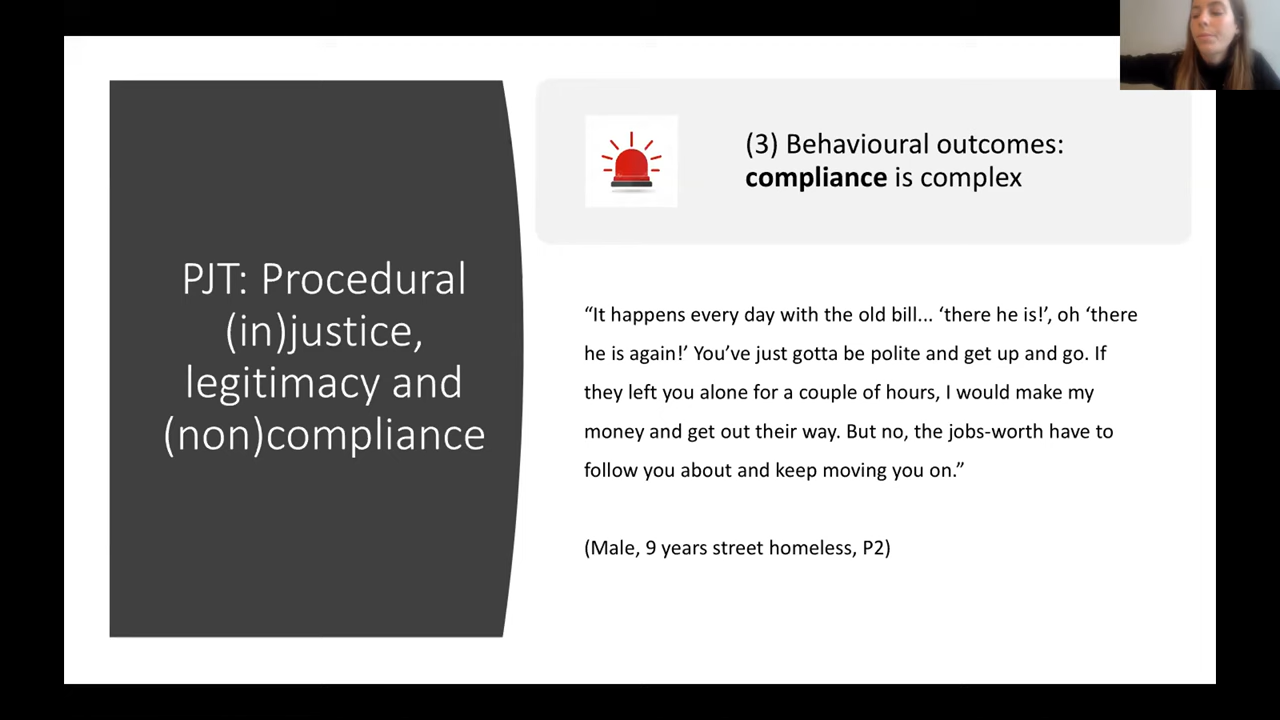 PJT: Procedural
(in)justice,
legitimacy and
(non)compliance
(3) Behavioural outcomes:
compliance is complex
“It happens every day with the old bill... ‘there he is!’, oh ‘there
he is again!’ You’ve just gotta be polite and get up and go. If
they left you alone for a couple of hours, I would make my
money and get out their way. But no, the jobs-worth have to
follow you about and keep moving you on.”
(Male, 9 years street homeless, P2)